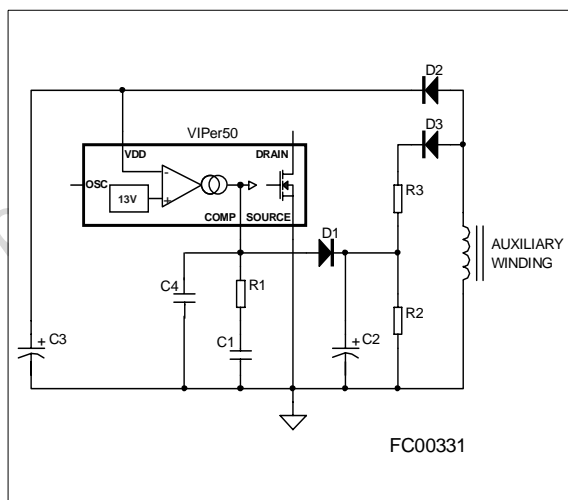 D2
D3
VIPer50
VDD
DRAIN
OSC
-
13V
+
COMP
SOURCE
R3
D1
AUXILIARY
WINDING
C4
R1
R2
C1
+
C3
+
C2
FC00331